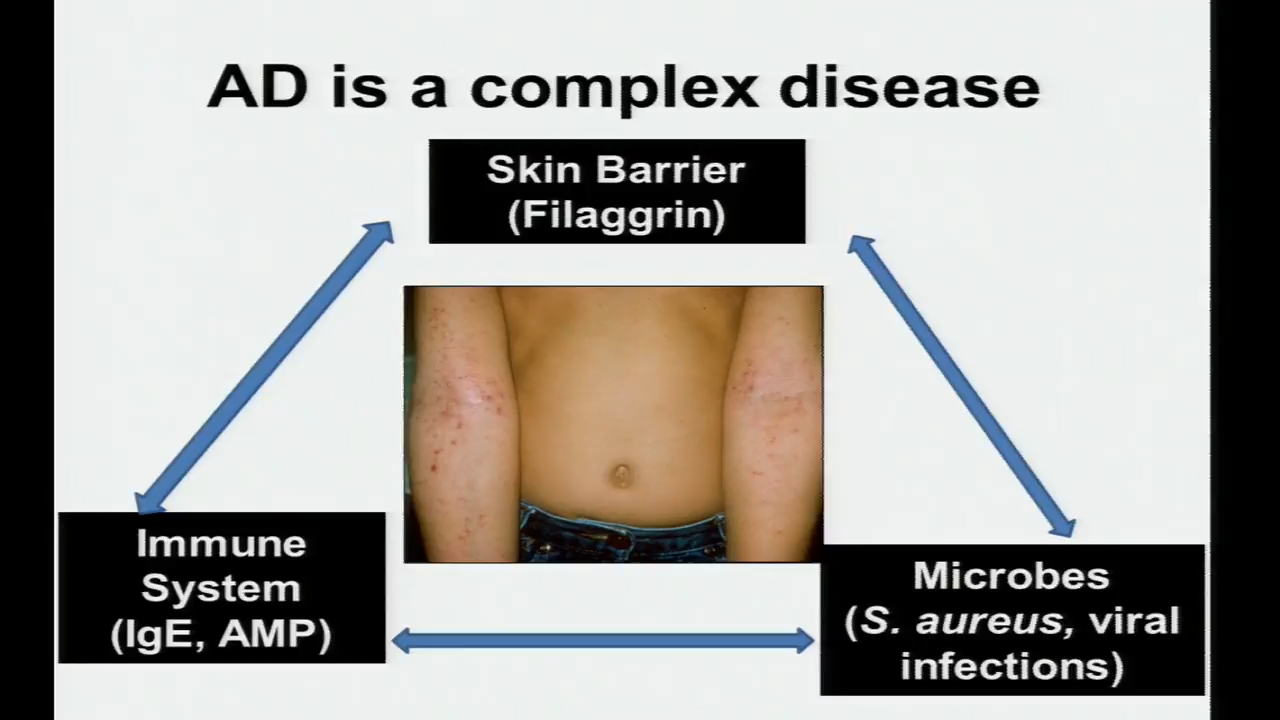 AD is a complex disease
Skin Barrier
(Filaggrin)
Immune
System
(IgE, AMP)
Microbes
(S. aureus, viral
infections)